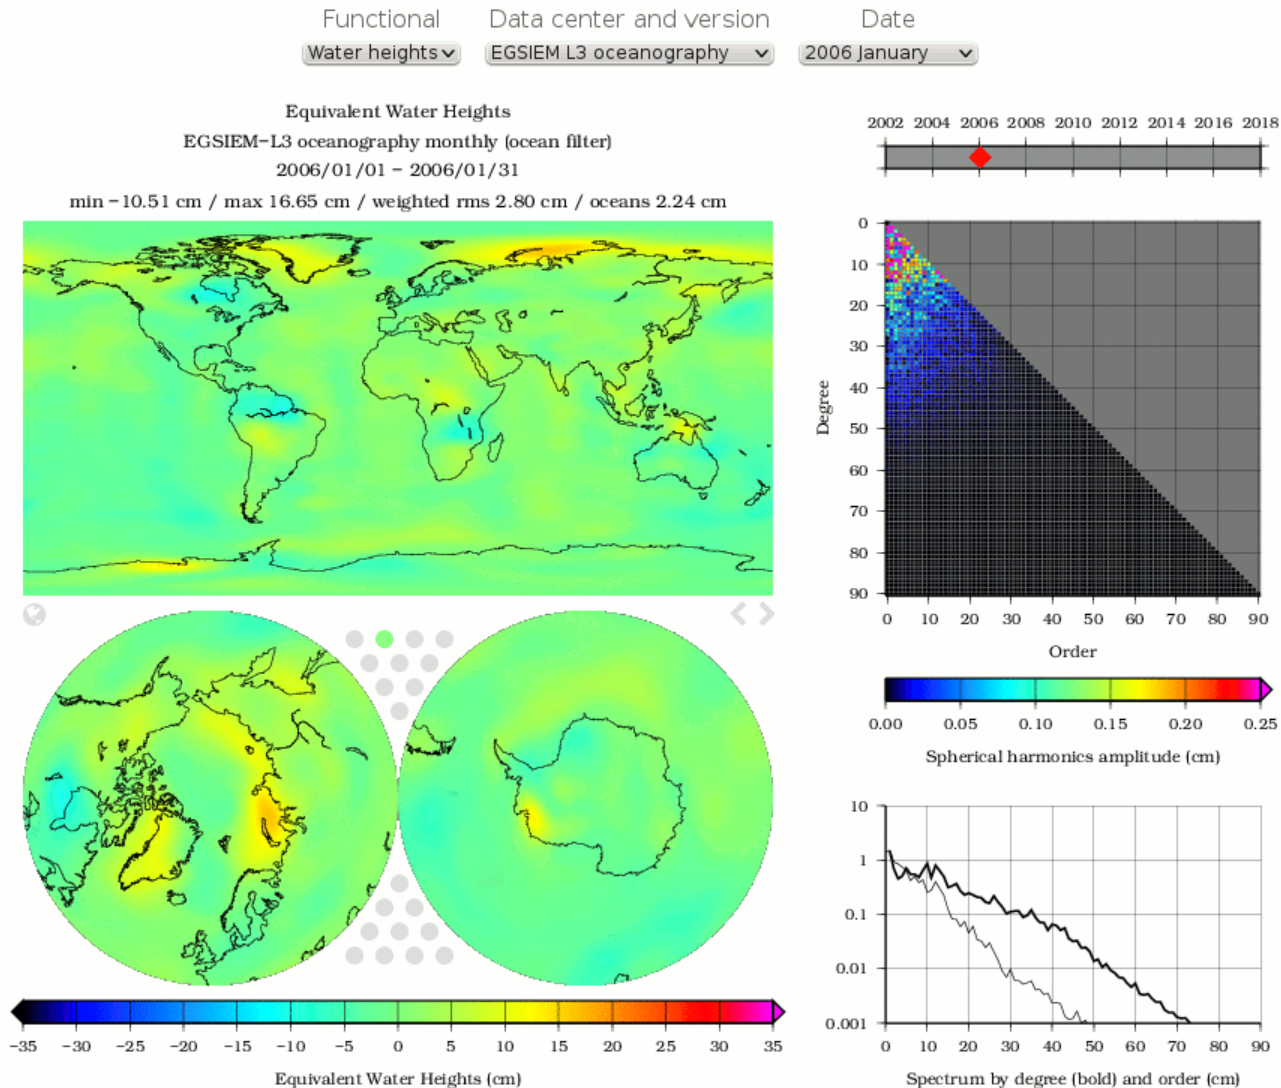 Functional Data center and version Date
Water heights EGSIEM L3 oceanography 2006 January
Equivalent Water Heights
EGSIEM-L3 oceanography monthly (ocean filter)
2006/01/01 - 2006/01/31
min -10.51 cm / max 16.65 cm / weighted rms 2.80 cm / oceans 2.24 cm
2002 2004 2006 2008 2010 2012 2014 2016 2018
0
10
20
30
40
50
60
70
80
90
Degree
0 10 20 30 40 50 60 70 80 90
Order
0.00 0.05 0.10 0.15 0.20 0.25
Spherical harmonics amplitude (cm)
10
1
0.1
0.01
0.001
0 10 20 30 40 50 60 70 80 90
Spectrum by degree (bold) and order (cm)
-35 -30 -25 -20 -15 -10 -5 0 5 10 15 20 25 30 35
Equivalent Water Heights (cm)